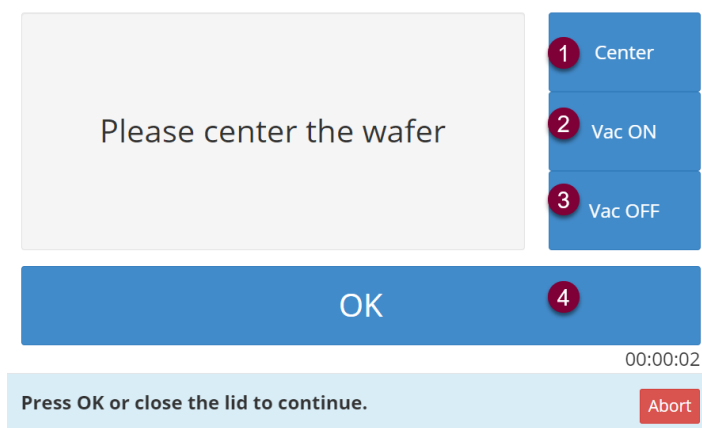 1 Center
Please center the wafer
2 Vac ON
3 Vac OFF
OK 4
00:00:02
Press OK or close the lid to continue. Abort